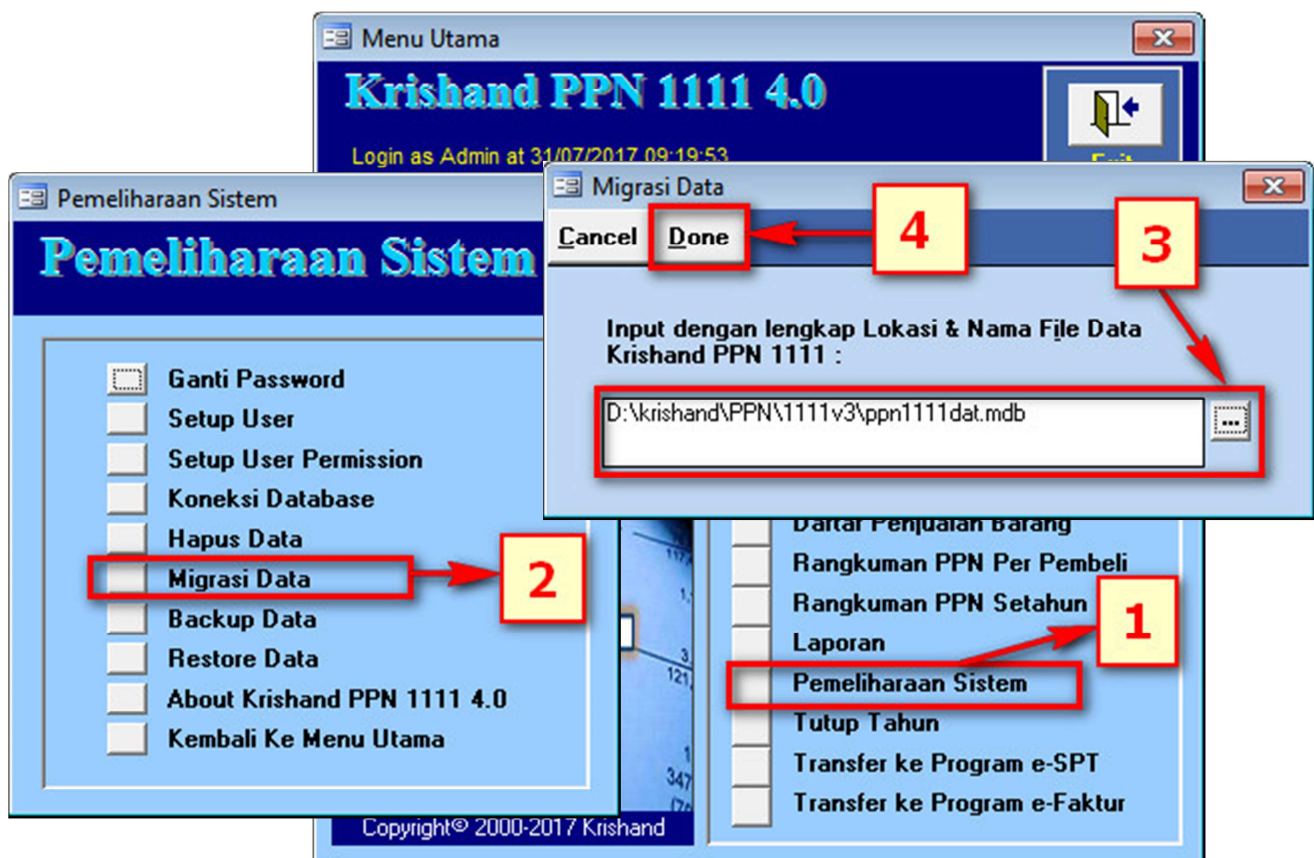 Menu Utama
Krishand PPN 1111 4.0
Login as Admin at 31/07/2017 09:19:53
Pemeliharaan Sistem
Pemeliharaan Sistem
Ganti Password
Setup User
Setup User Permission
Koneksi Database
Hapus Data
Migrasi Data
2
Backup Data
Restore Data
About Krishand PPN 1111 4.0
Kembali Ke Menu Utama
Migrasi Data
Cancel Done
4
3
Input dengan lengkap Lokasi & Nama File Data
Krishand PPN 1111 :
D:\krishand\PPN\1111v3\ppn1111dat.mdb
...
Daftar Penjualan Barang
Rangkuman PPN Per Pembeli
Rangkuman PPN Setahun
1
Laporan
Pemeliharaan Sistem
Tutup Tahun
Transfer ke Program e-SPT
Transfer ke Program e-Faktur
121,
347
Copyright© 2000-2017 Krishand